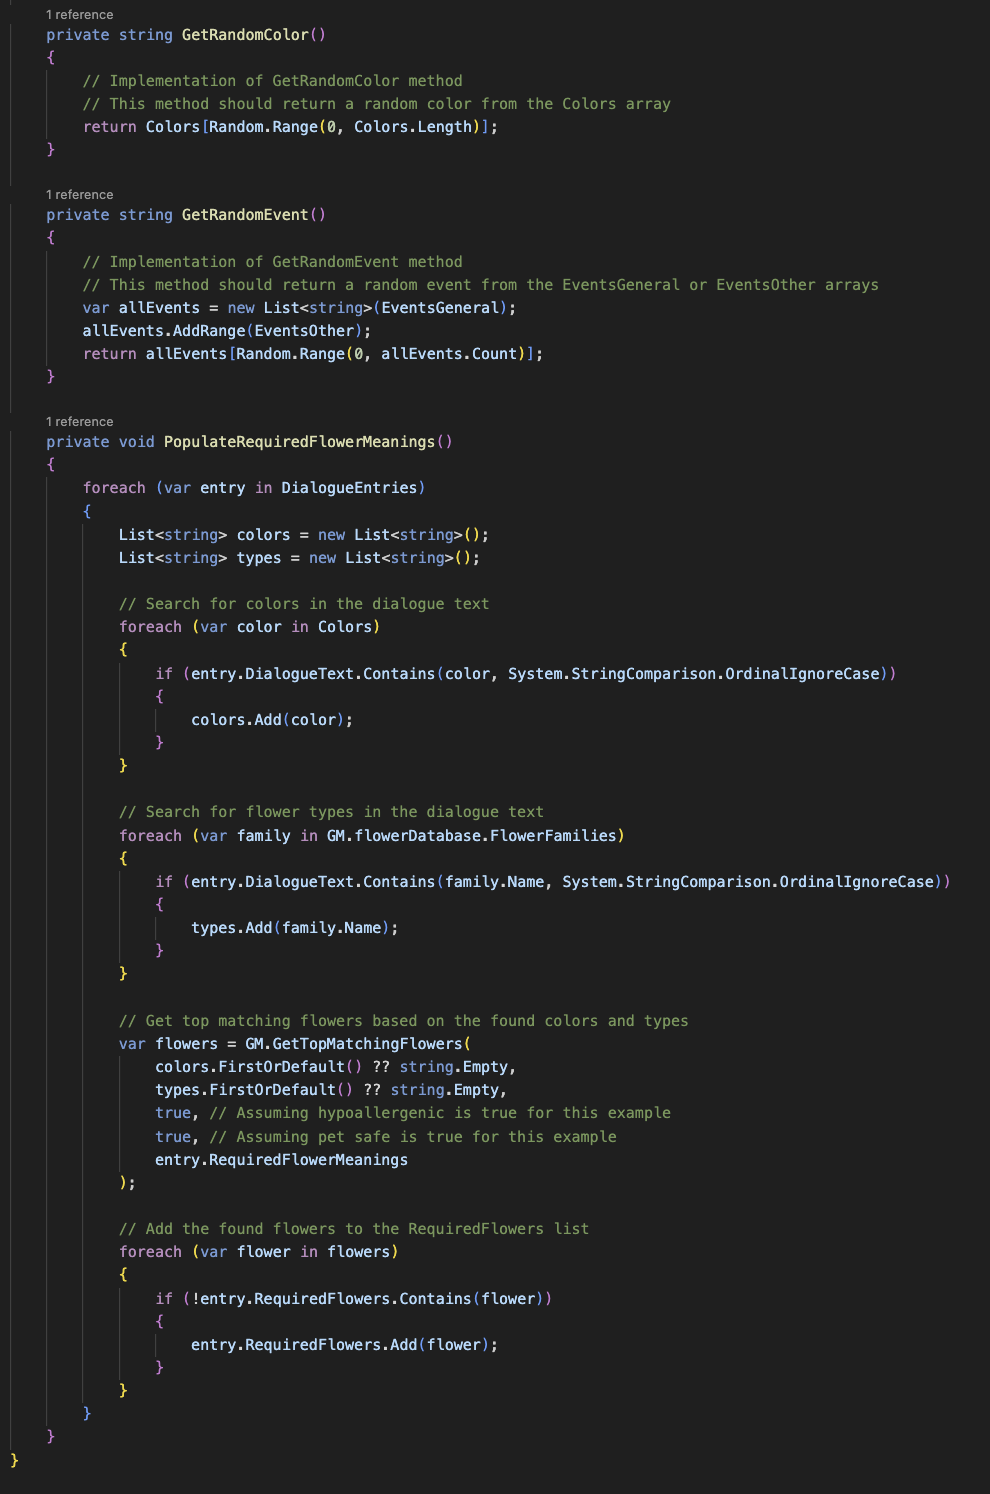 1 reference
private string GetRandomColor()
{
// Implementation of GetRandomColor method
// This method should return a random color from the Colors array
return Colors[Random.Range(0, Colors.Length)];
}
1 reference
private string GetRandomEvent()
{
// Implementation of GetRandomEvent method
// This method should return a random event from the EventsGeneral or EventsOther arrays
var allEvents = new List<string>(EventsGeneral);
allEvents.AddRange(EventsOther);
return allEvents[Random.Range(0, allEvents.Count)];
}
1 reference
private void PopulateRequiredFlowerMeanings()
{
foreach (var entry in DialogueEntries)
{
List<string> colors = new List<string>();
List<string> types = new List<string>();
// Search for colors in the dialogue text
foreach (var color in Colors)
{
if (entry.DialogueText.Contains(color, System.StringComparison.OrdinalIgnoreCase))
{
colors.Add(color);
}
}
// Search for flower types in the dialogue text
foreach (var family in GM.flowerDatabase.FlowerFamilies)
{
if (entry.DialogueText.Contains(family.Name, System.StringComparison.OrdinalIgnoreCase))
{
types.Add(family.Name);
}
}
// Get top matching flowers based on the found colors and types
var flowers = GM.GetTopMatchingFlowers(
colors.FirstOrDefault() ?? string.Empty,
types.FirstOrDefault() ?? string.Empty,
true, // Assuming hypoallergenic is true for this example
true, // Assuming pet safe is true for this example
entry.RequiredFlowerMeanings
);
// Add the found flowers to the RequiredFlowers list
foreach (var flower in flowers)
{
if (!entry.RequiredFlowers.Contains(flower))
{
entry.RequiredFlowers.Add(flower);
}
}
}
}
}